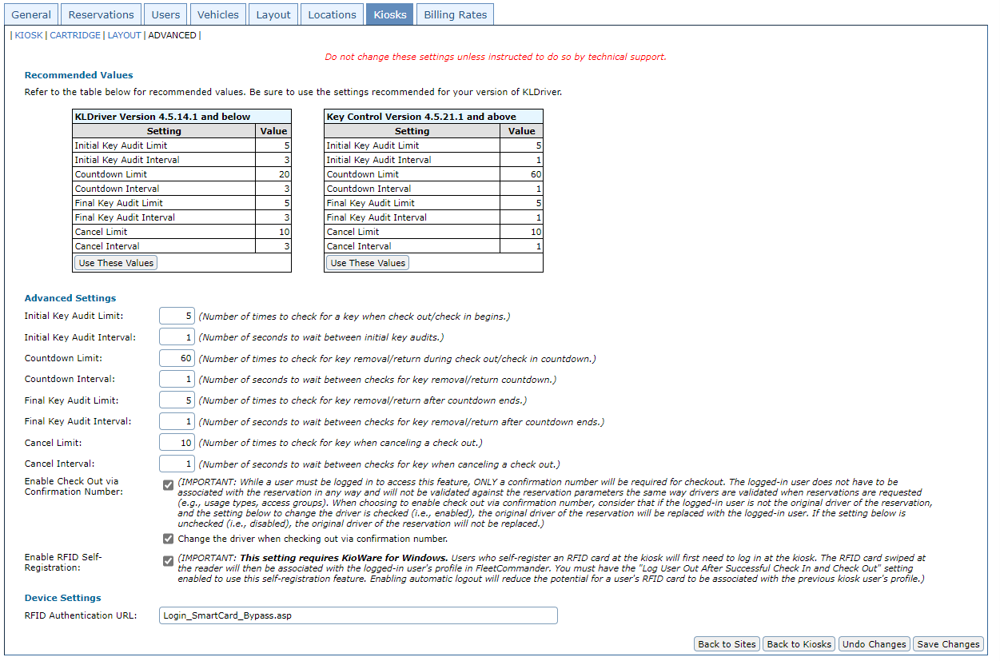 General Reservations Users Vehicles Layout Locations Kiosks Billing Rates
| KIOSK | CARTRIDGE | LAYOUT | ADVANCED |
Do not change these settings unless instructed to do so by technical support.
Recommended Values
Refer to the table below for recommended values. Be sure to use the settings recommended for your version of KLDriver.
KLDriver Version 4.5.14.1 and below
Setting Value
Initial Key Audit Limit 5
Initial Key Audit Interval 3
Countdown Limit 20
Countdown Interval 3
Final Key Audit Limit 5
Final Key Audit Interval 3
Cancel Limit 10
Cancel Interval 3
Use These Values
Key Control Version 4.5.21.1 and above
Setting Value
Initial Key Audit Limit 5
Initial Key Audit Interval 1
Countdown Limit 60
Countdown Interval 1
Final Key Audit Limit 5
Final Key Audit Interval 1
Cancel Limit 10
Cancel Interval 1
Use These Values
Advanced Settings
Initial Key Audit Limit: 5 (Number of times to check for a key when check out/check in begins.)
Initial Key Audit Interval: 1 (Number of seconds to wait between initial key audits.)
Countdown Limit: 60 (Number of times to check for key removal/return during check out/check in countdown.)
Countdown Interval: 1 (Number of seconds to wait between checks for key removal/return countdown.)
Final Key Audit Limit: 5 (Number of times to check for key removal/return after countdown ends.)
Final Key Audit Interval: 1 (Number of seconds to wait between checks for key removal/return after countdown ends.)
Cancel Limit: 10 (Number of times to check for key when canceling a check out.)
Cancel Interval: 1 (Number of seconds to wait between checks for key when canceling a check out.)
Enable Check Out via
Confirmation Number:
(IMPORTANT: While a user must be logged in to access this feature, ONLY a confirmation number will be required for checkout. The logged-in user does not have to be
associated with the reservation in any way and will not be validated against the reservation parameters the same way drivers are validated when reservations are requested
(e.g., usage types, access groups). When choosing to enable check out via confirmation number, consider that if the logged-in user is not the original driver of the reservation,
and the setting below to change the driver is checked (i.e., enabled), the original driver of the reservation will be replaced with the logged-in user. If the setting below is
unchecked (i.e., disabled), the original driver of the reservation will not be replaced.)
Change the driver when checking out via confirmation number.
Enable RFID Self-
Registration:
(IMPORTANT: This setting requires KioWare for Windows. Users who self-register an RFID card at the kiosk will first need to log in at the kiosk. The RFID card swiped at
the reader will then be associated with the logged-in user's profile in FleetCommander. You must have the "Log User Out After Successful Check In and Check Out" setting
enabled to use this self-registration feature. Enabling automatic logout will reduce the potential for a user's RFID card to be associated with the previous kiosk user's profile.)
Device Settings
RFID Authentication URL: Login_SmartCard_Bypass.asp
Back to Sites Back to Kiosks Undo Changes Save Changes